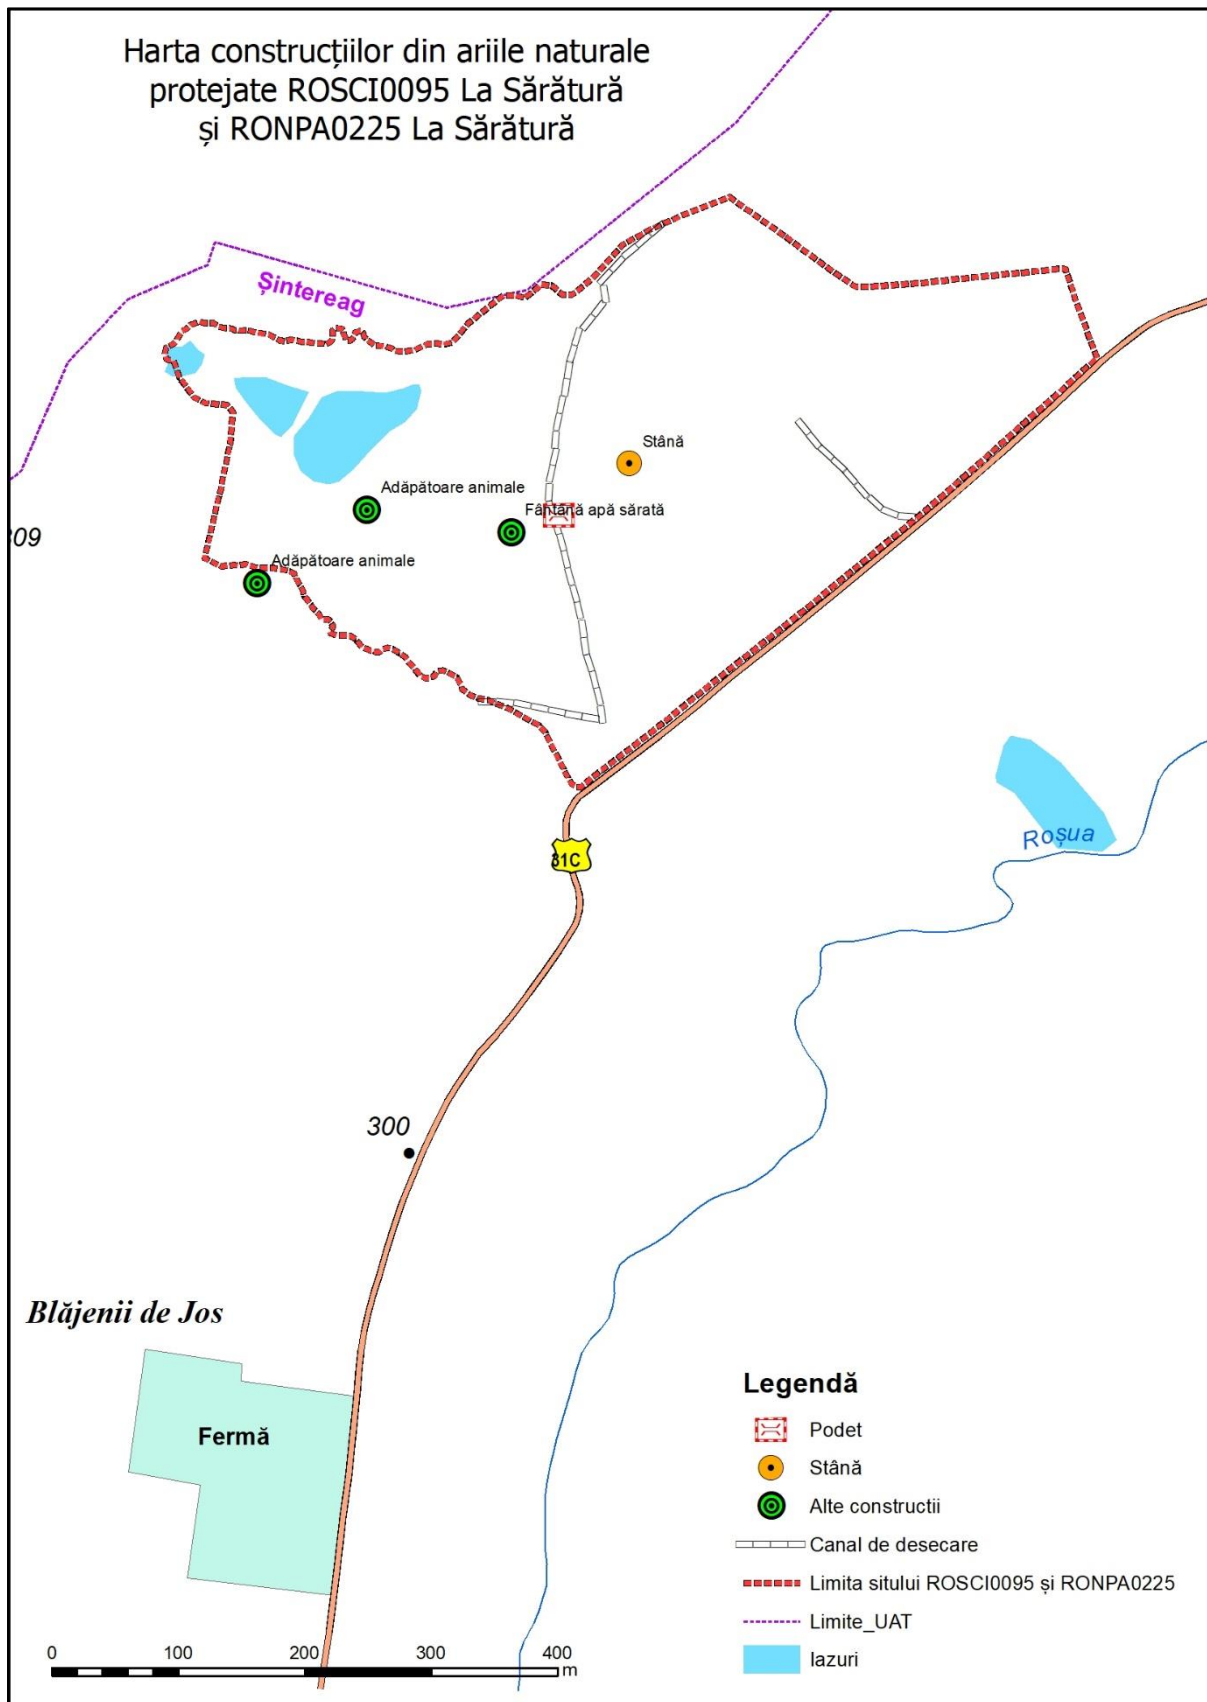 Harta construcțiilor din ariile naturale
protejate ROSCI0095 La Sărătură
și RONPA0225 La Sărătură
Șintereag
Stână
Adăpătoare animale
Fântână apă sărată
309
Adăpătoare animale
Roșua
31C
300
Blăjenii de Jos
Fermă
Legendă
Podet
Stână
Alte constructii
Canal de desecare
Limita sitului ROSCI0095 și RONPA0225
Limite_UAT
Iazuri
0 100 200 300 400
m